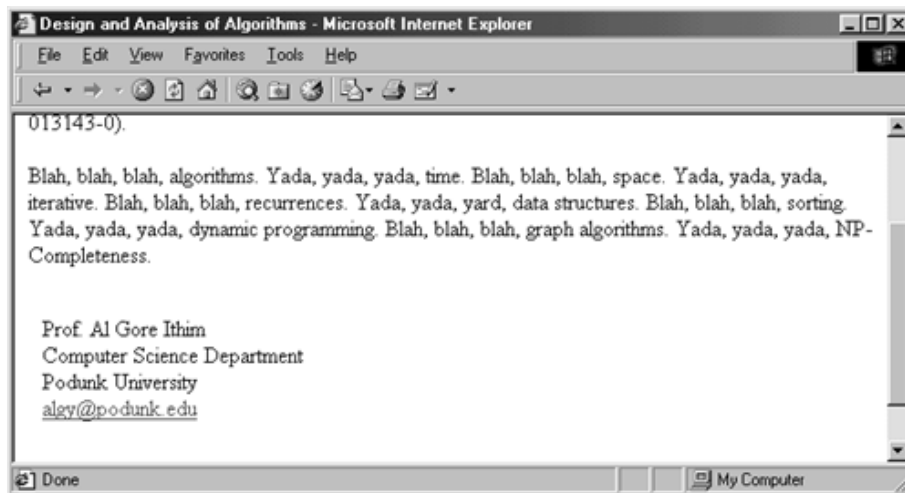 Design and Analysis of Algorithms - Microsoft Internet Explorer
File Edit View Favorites Tools Help
013143-0).
Blah, blah, blah, algorithms. Yada, yada, yada, time. Blah, blah, blah, space. Yada, yada, yada,
iterative. Blah, blah, blah, recurrences. Yada, yada, yard, data structures. Blah, blah, blah, sorting.
Yada, yada, yada, dynamic programming. Blah, blah, blah, graph algorithms. Yada, yada, yada, NP-
Completeness.
Prof. Al Gore Ithim
Computer Science Department
Podunk University
algy@podunk.edu
Done My Computer